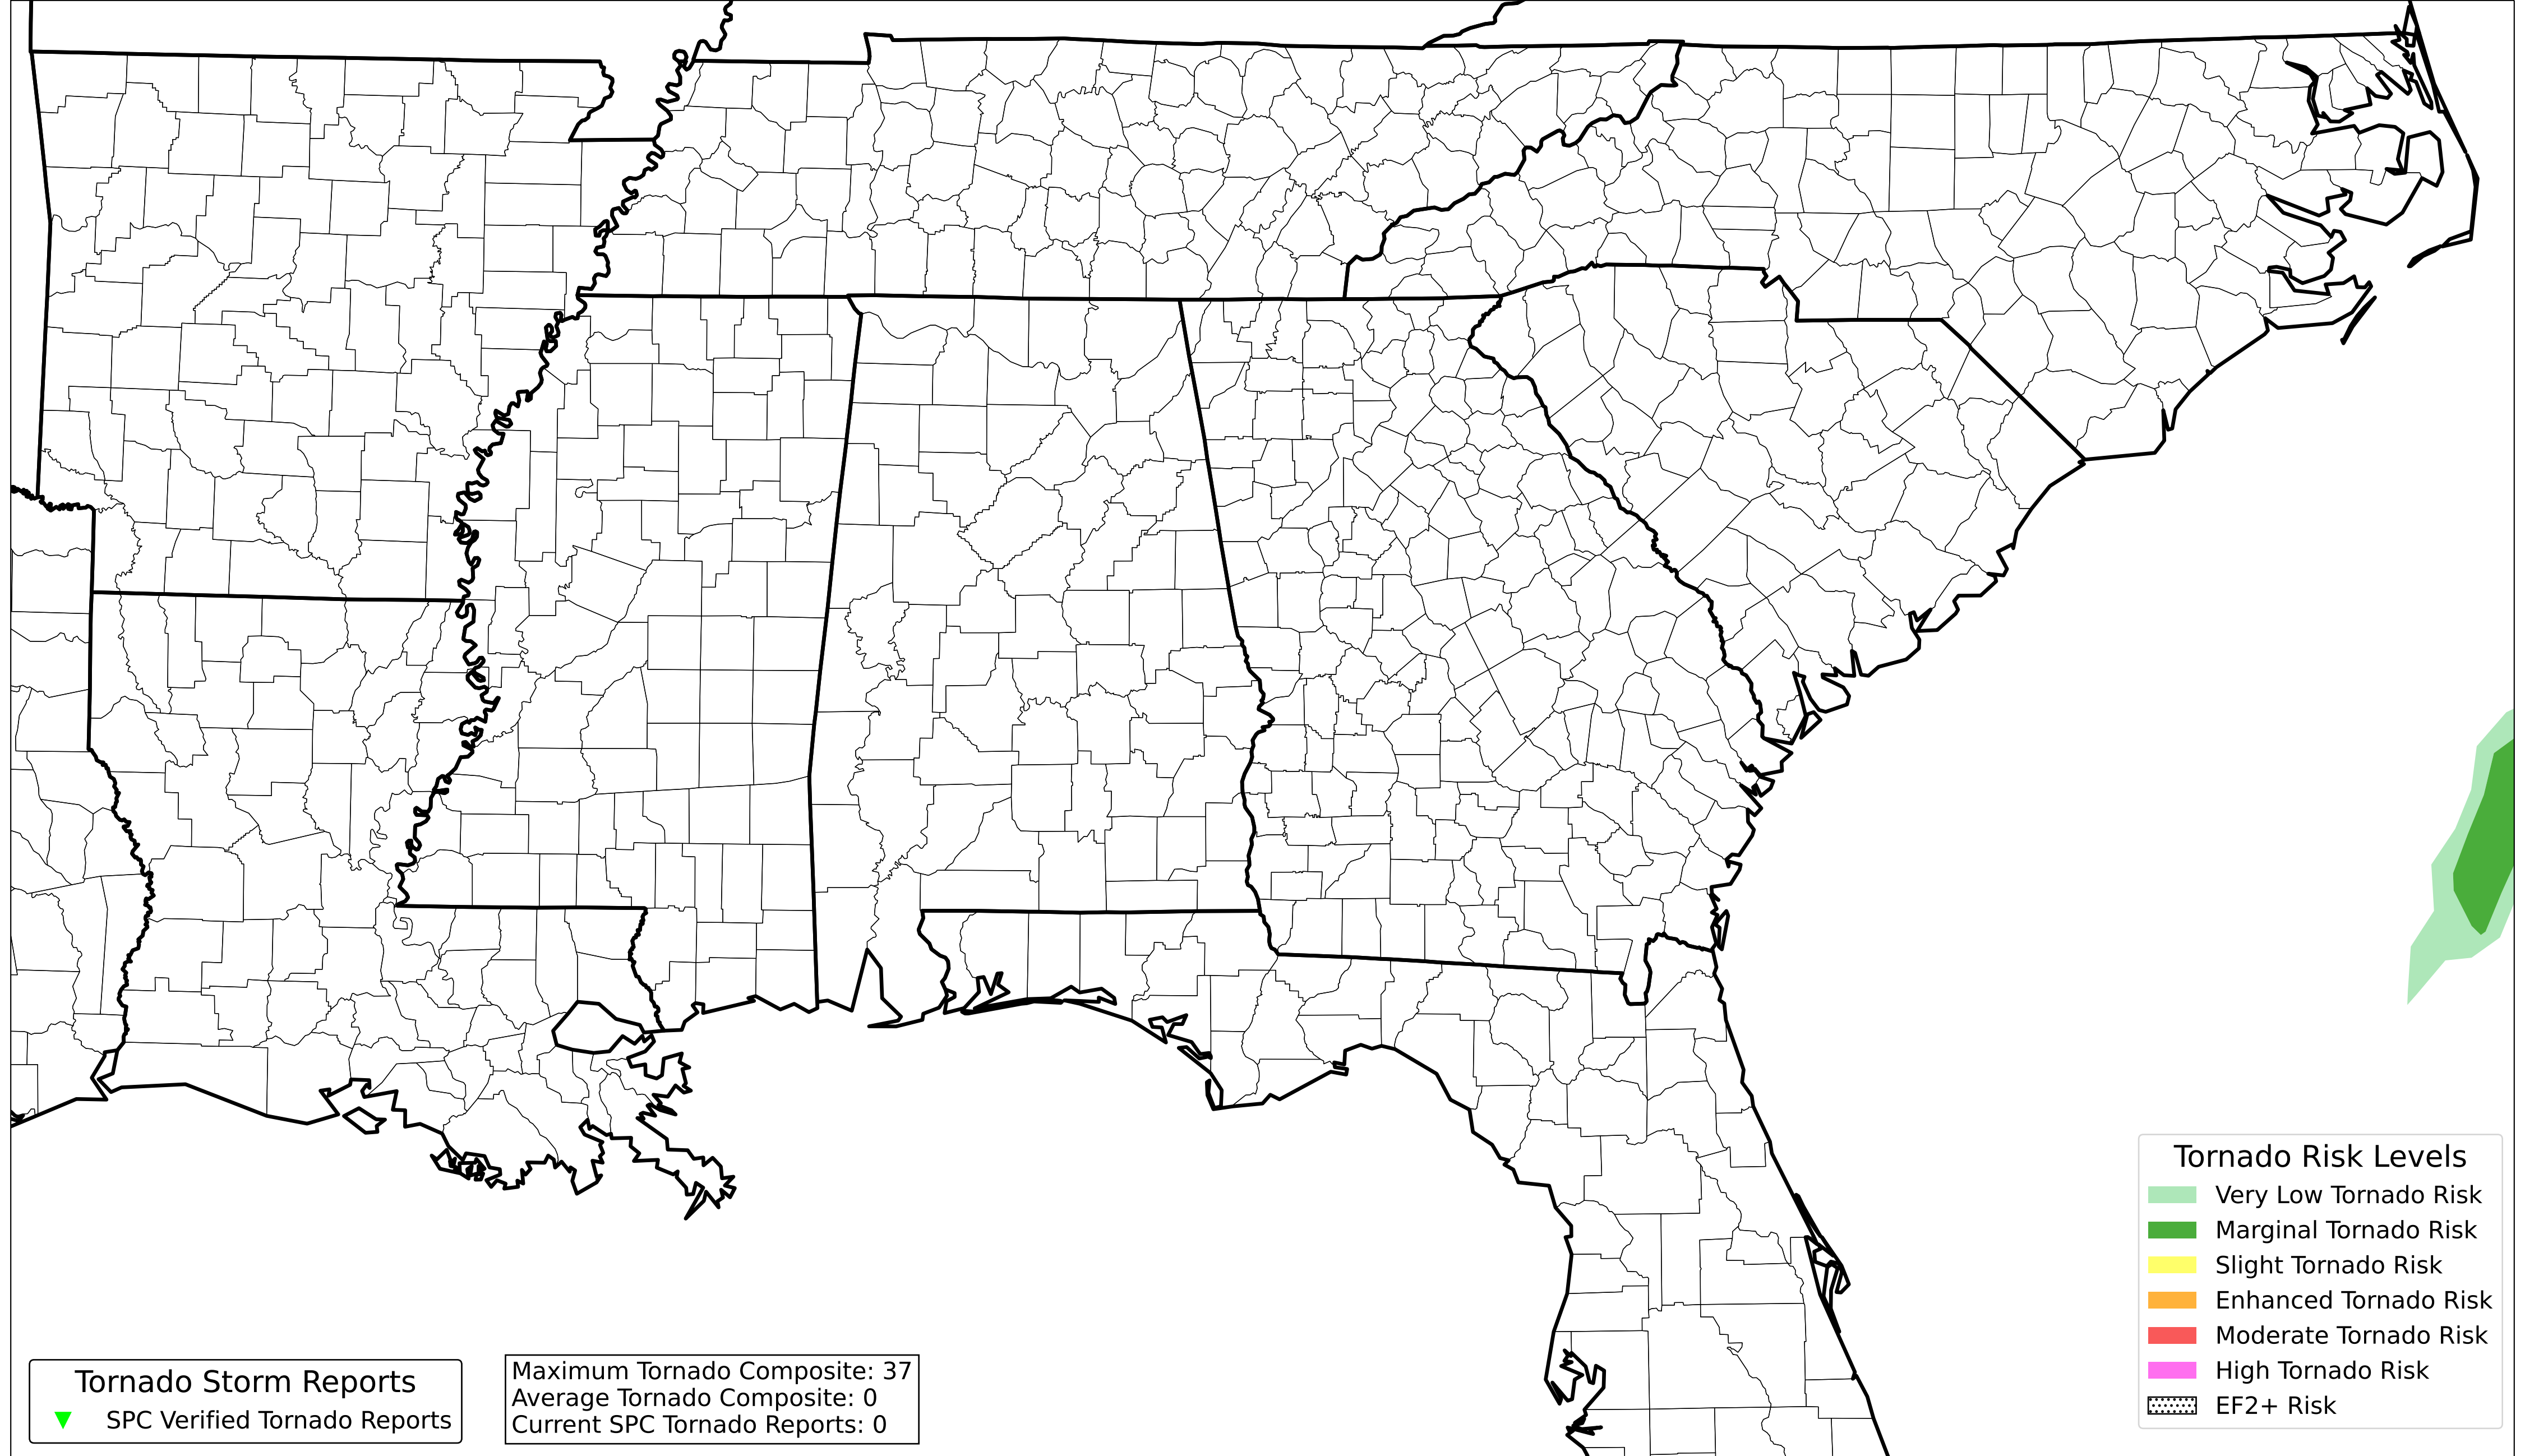 Tornado Risk Levels
Very Low Tornado Risk
Marginal Tornado Risk
Slight Tornado Risk
Enhanced Tornado Risk
Moderate Tornado Risk
High Tornado Risk
EF2+ Risk
Tornado Storm Reports
SPC Verified Tornado Reports
Maximum Tornado Composite: 37
Average Tornado Composite: 0
Current SPC Tornado Reports: 0